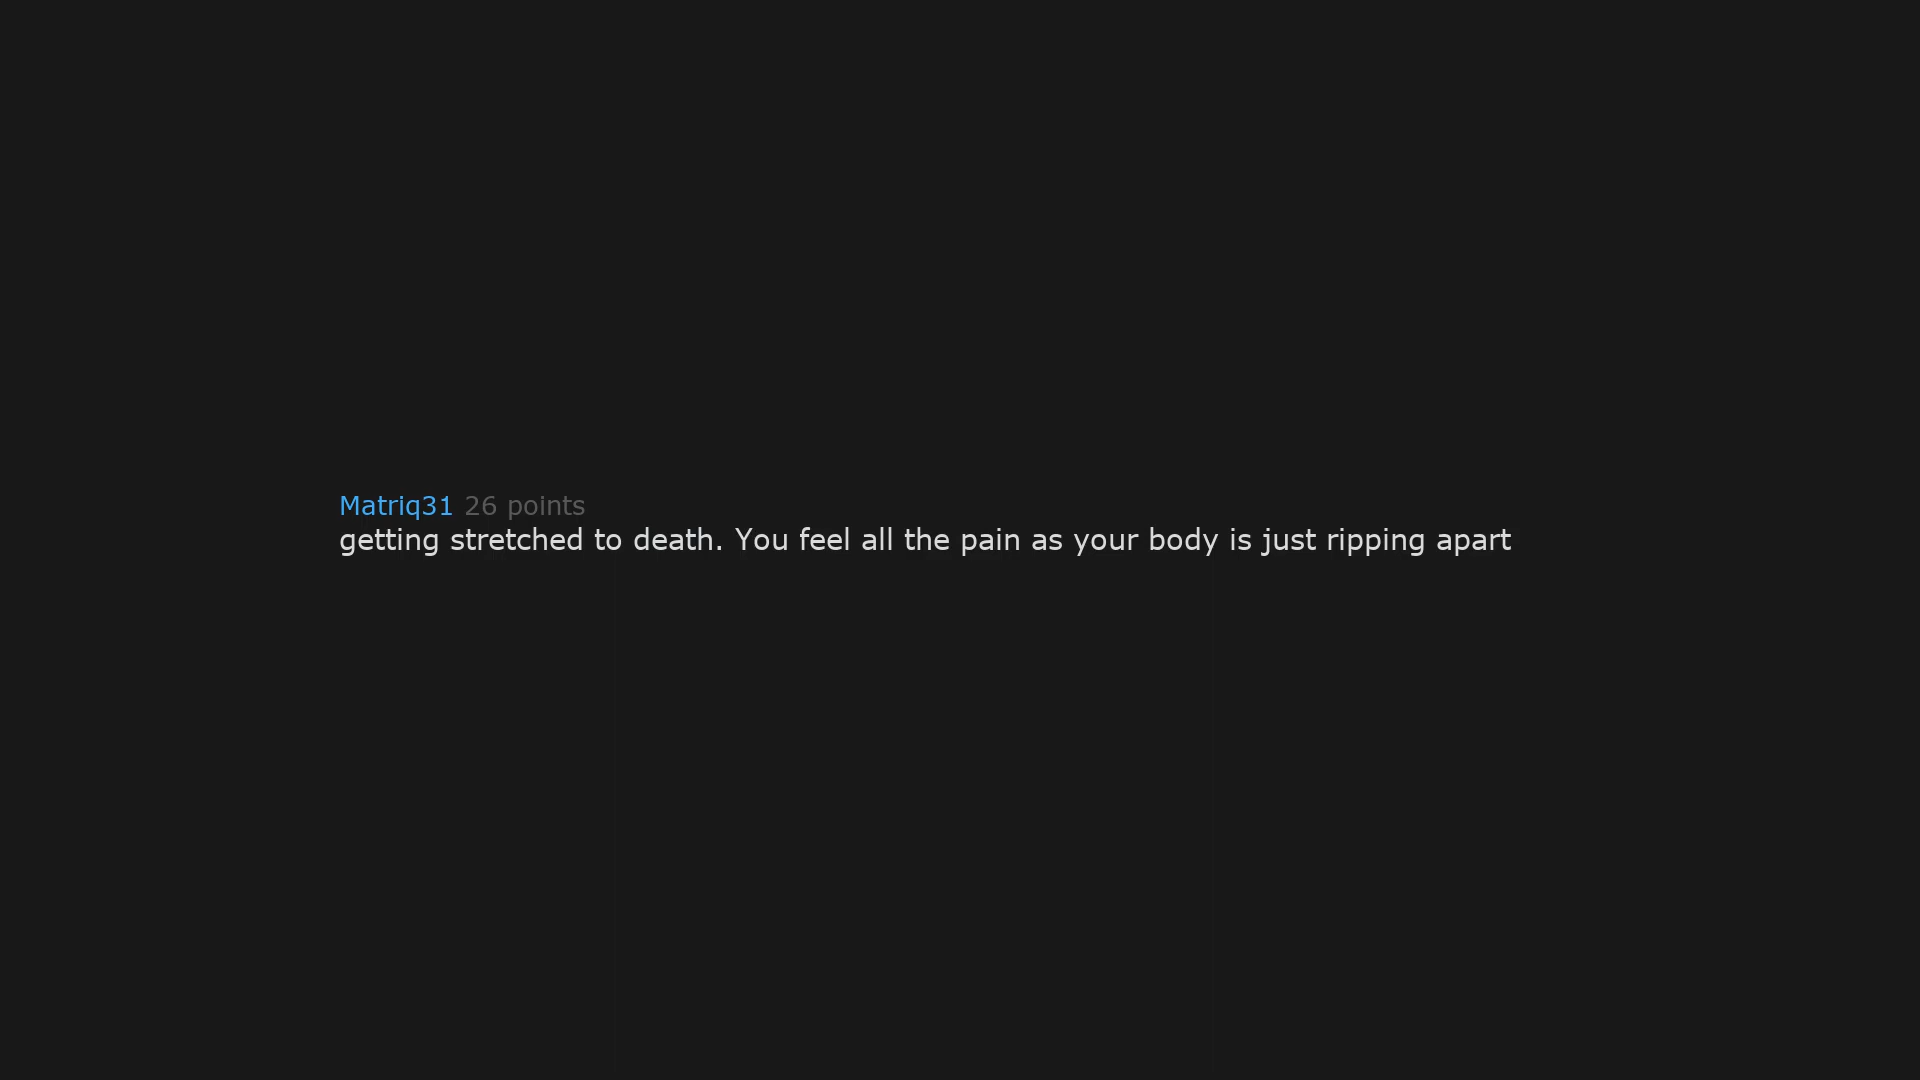 Matriq31 26 points
getting stretched to death. You feel all the pain as your body is just ripping apart